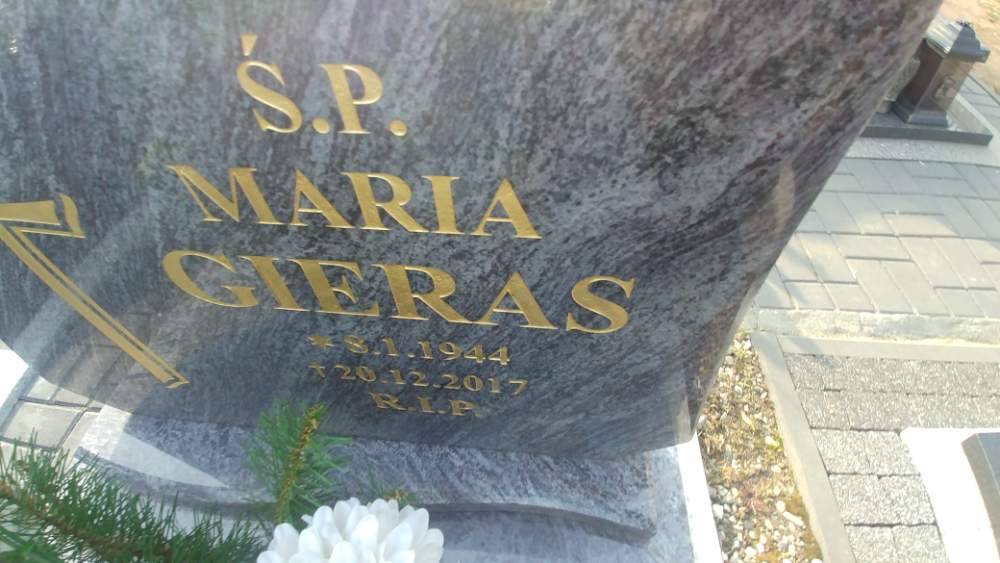 Ś.P.
MARIA
GIERAS
* 8.1.1944
† 20.12.2017
R.I.P.